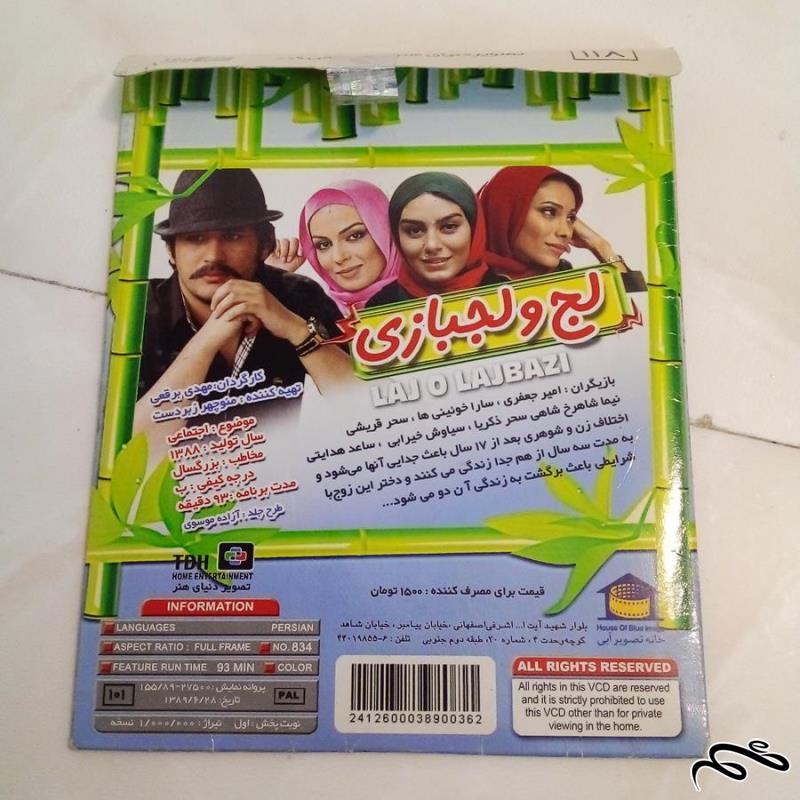 ۱۱۸
لج و لجبازی
LAJ O LAJBAZI
بازیگران : امیر جعفری ، سارا خوئینی ها ، سحر قریشی
نیما شاهرخ شاهی سحر ذکریا ، سیاوش خیرابی ، ساعد هدایتی
اختلاف زن و شوهری بعد از ۱۷ سال باعث جدایی آنها می‌شود و
به مدت سه سال از هم جدا زندگی می کنند و دختر این زوج با
شرایطی باعث برگشت به زندگی آن دو می شود...
کارگردان: مهدی برقعی
تهیه کننده : منوچهر زبردست
موضوع : اجتماعی
سال تولید : ۱۳۸۸
مخاطب : بزرگسال
درجه کیفی : ب
مدت برنامه : ۹۳ دقیقه
طرح جلد : آزاده موسوی
TDH
HOME ENTERTAINMENT
تصویر دنیای هنر
INFORMATION
LANGUAGES PERSIAN
ASPECT RATIO : FULL FRAME NO. 834
FEATURE RUN TIME 93 MIN COLOR
پروانه نمایش : ۲۷۵۰۰-۱۵۵/۸۹
تاریخ: ۱۳۸۹/۶/۲۸
PAL
نوبت پخش : اول تیراژ : ۱/۰۰۰/۰۰۰ نسخه
قیمت برای مصرف کننده : ۱۵۰۰ تومان
بلوار شهید آیت ا... اشرفی اصفهانی ،خیابان پیامبر، خیابان شاهد
کوچه وحدت ۴ ، شماره ۲۰، طبقه دوم جنوبی تلفن : ۶-۴۴۰۱۹۸۵۵
2412600038900362
House Of Blue Image
خانه تصویر آبی
ALL RIGHTS RESERVED
All rights in this VCD are reserved
and it is strictly prohibited to use
this VCD other than for private
viewing in the home.